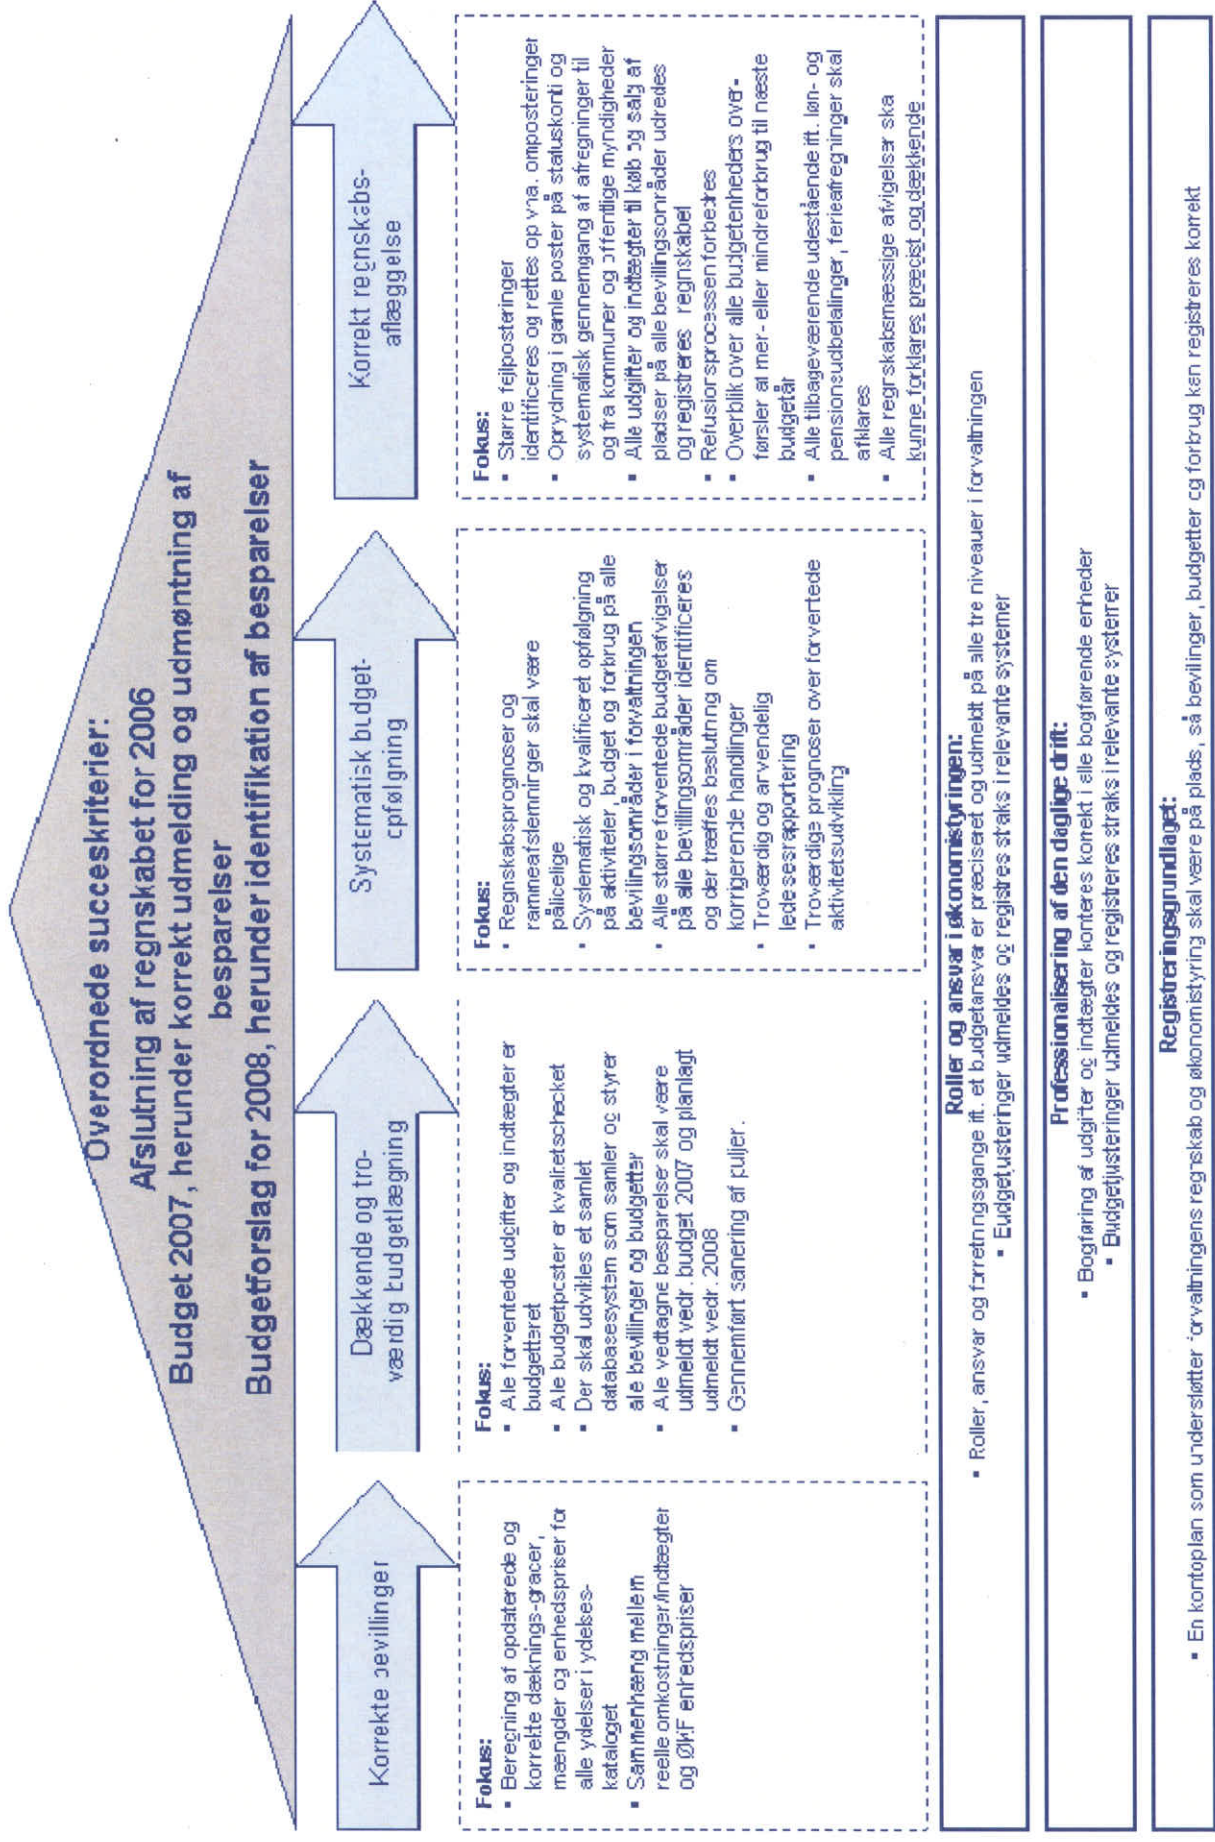 Overordnede succeskriterier:
Afslutning af regnskabet for 2006
Budget 2007, herunder korrekt udmelding og udmøntning af
besparelser
Budgetforslag for 2008, herunder identifikation af besparelser
Korrekte bevillinger
Fokus:
▪ Beregning af opdaterede og
korrekte dæknings-gracer,
mængder og enhedspriser for
alle ydelser i ydelses-
kataloget
▪ Sammenhæng mellem
reelle omkostninger/indtægter
og ØKF enhedspriser
Dækkende og tro-
værdig budgetlægning
Fokus:
▪ Alle forventede udgifter og indtægter er
budgetteret
▪ Alle budgetposter er kvalitetschecket
▪ Der skal udvikles et samlet
databasesystem som samler og styrer
alle bevillinger og budgetter
▪ Alle vedtagne besparelser skal være
udmeldt vedr. budget 2007 og planlagt
udmeldt vedr. 2008
▪ Gennemført sanering af puljer.
Systematisk budget-
opfølgning
Fokus:
▪ Regnskabsprognoser og
rammeafstemninger skal være
pålidelige
▪ Systematisk og kvalificeret opfølgning
på aktiviteter, budget og forbrug på alle
bevillingsområder i forvaltningen
▪ Alle større forventede budgetafvigelser
på alle bevillingsområder identificeres
og der træffes beslutning om
korrigerende handlinger
▪ Troværdig og anvendelig
ledelsesrapportering
▪ Troværdige prognoser over forventede
aktivitetsudvikling
Korrekt regnskabs-
aflæggelse
Fokus:
▪ Større fejlposteringer
identificeres og rettes op via. omposteringer
▪ Oprydning i gamle poster på statuskonti og
systematisk gennemgang af afregninger til
og fra kommuner og offentlige myndigheder
▪ Alle udgifter og indtægter til køb og salg af
pladser på alle bevillingsområder udredes
og registreres i regnskabet
▪ Refusionsprocessen forbedres
▪ Overblik over alle budgetenheders over-
førsler af mer- eller mindreforbrug til næste
budgetår
▪ Alle tilbageværende udestående ift. løn- og
pensionsudbetalinger, ferieafregninger skal
afklares
▪ Alle regnskabsmæssige afvigelser ska
kunne forklares præcist og dækkende
Roller og ansvar i økonomistyringen:
▪ Roller, ansvar og forretningsgange ift. et budgetansvar er præciseret og udmeldt på alle tre niveauer i forvaltningen
▪ Budgetjusteringer udmeldes og registres straks i relevante systemer
Professionalisering af den daglige drift:
▪ Bogføring af udgifter og indtægter konteres korrekt i alle bogførende enheder
▪ Budgetjusteringer udmeldes og registreres straks i relevante systemer
Registreringsgrundlaget:
▪ En kontoplan som understøtter forvaltningens regnskab og økonomistyring skal være på plads, så bevillinger, budgetter og forbrug kan registreres korrekt